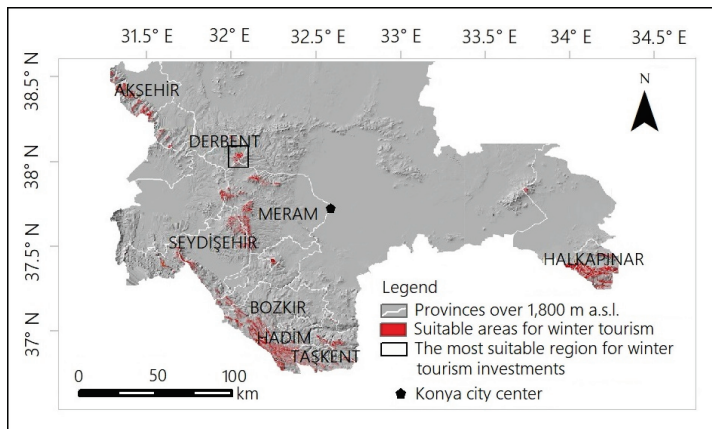 31.5° E 32° E 32.5° E 33.5° E 34° E 34.5° E
N
38.5° N
38° N
37.5° N
37° N
AKŞEHİR
DERBENT
MERAM
SEYDİŞEHİR
HALKAPINAR
BOZKIR
HADİM
TAŞKENT
Legend
Provinces over 1,800 m a.s.l.
Suitable areas for winter tourism
The most suitable region for winter
tourism investments
Konya city center
0 50 100
km